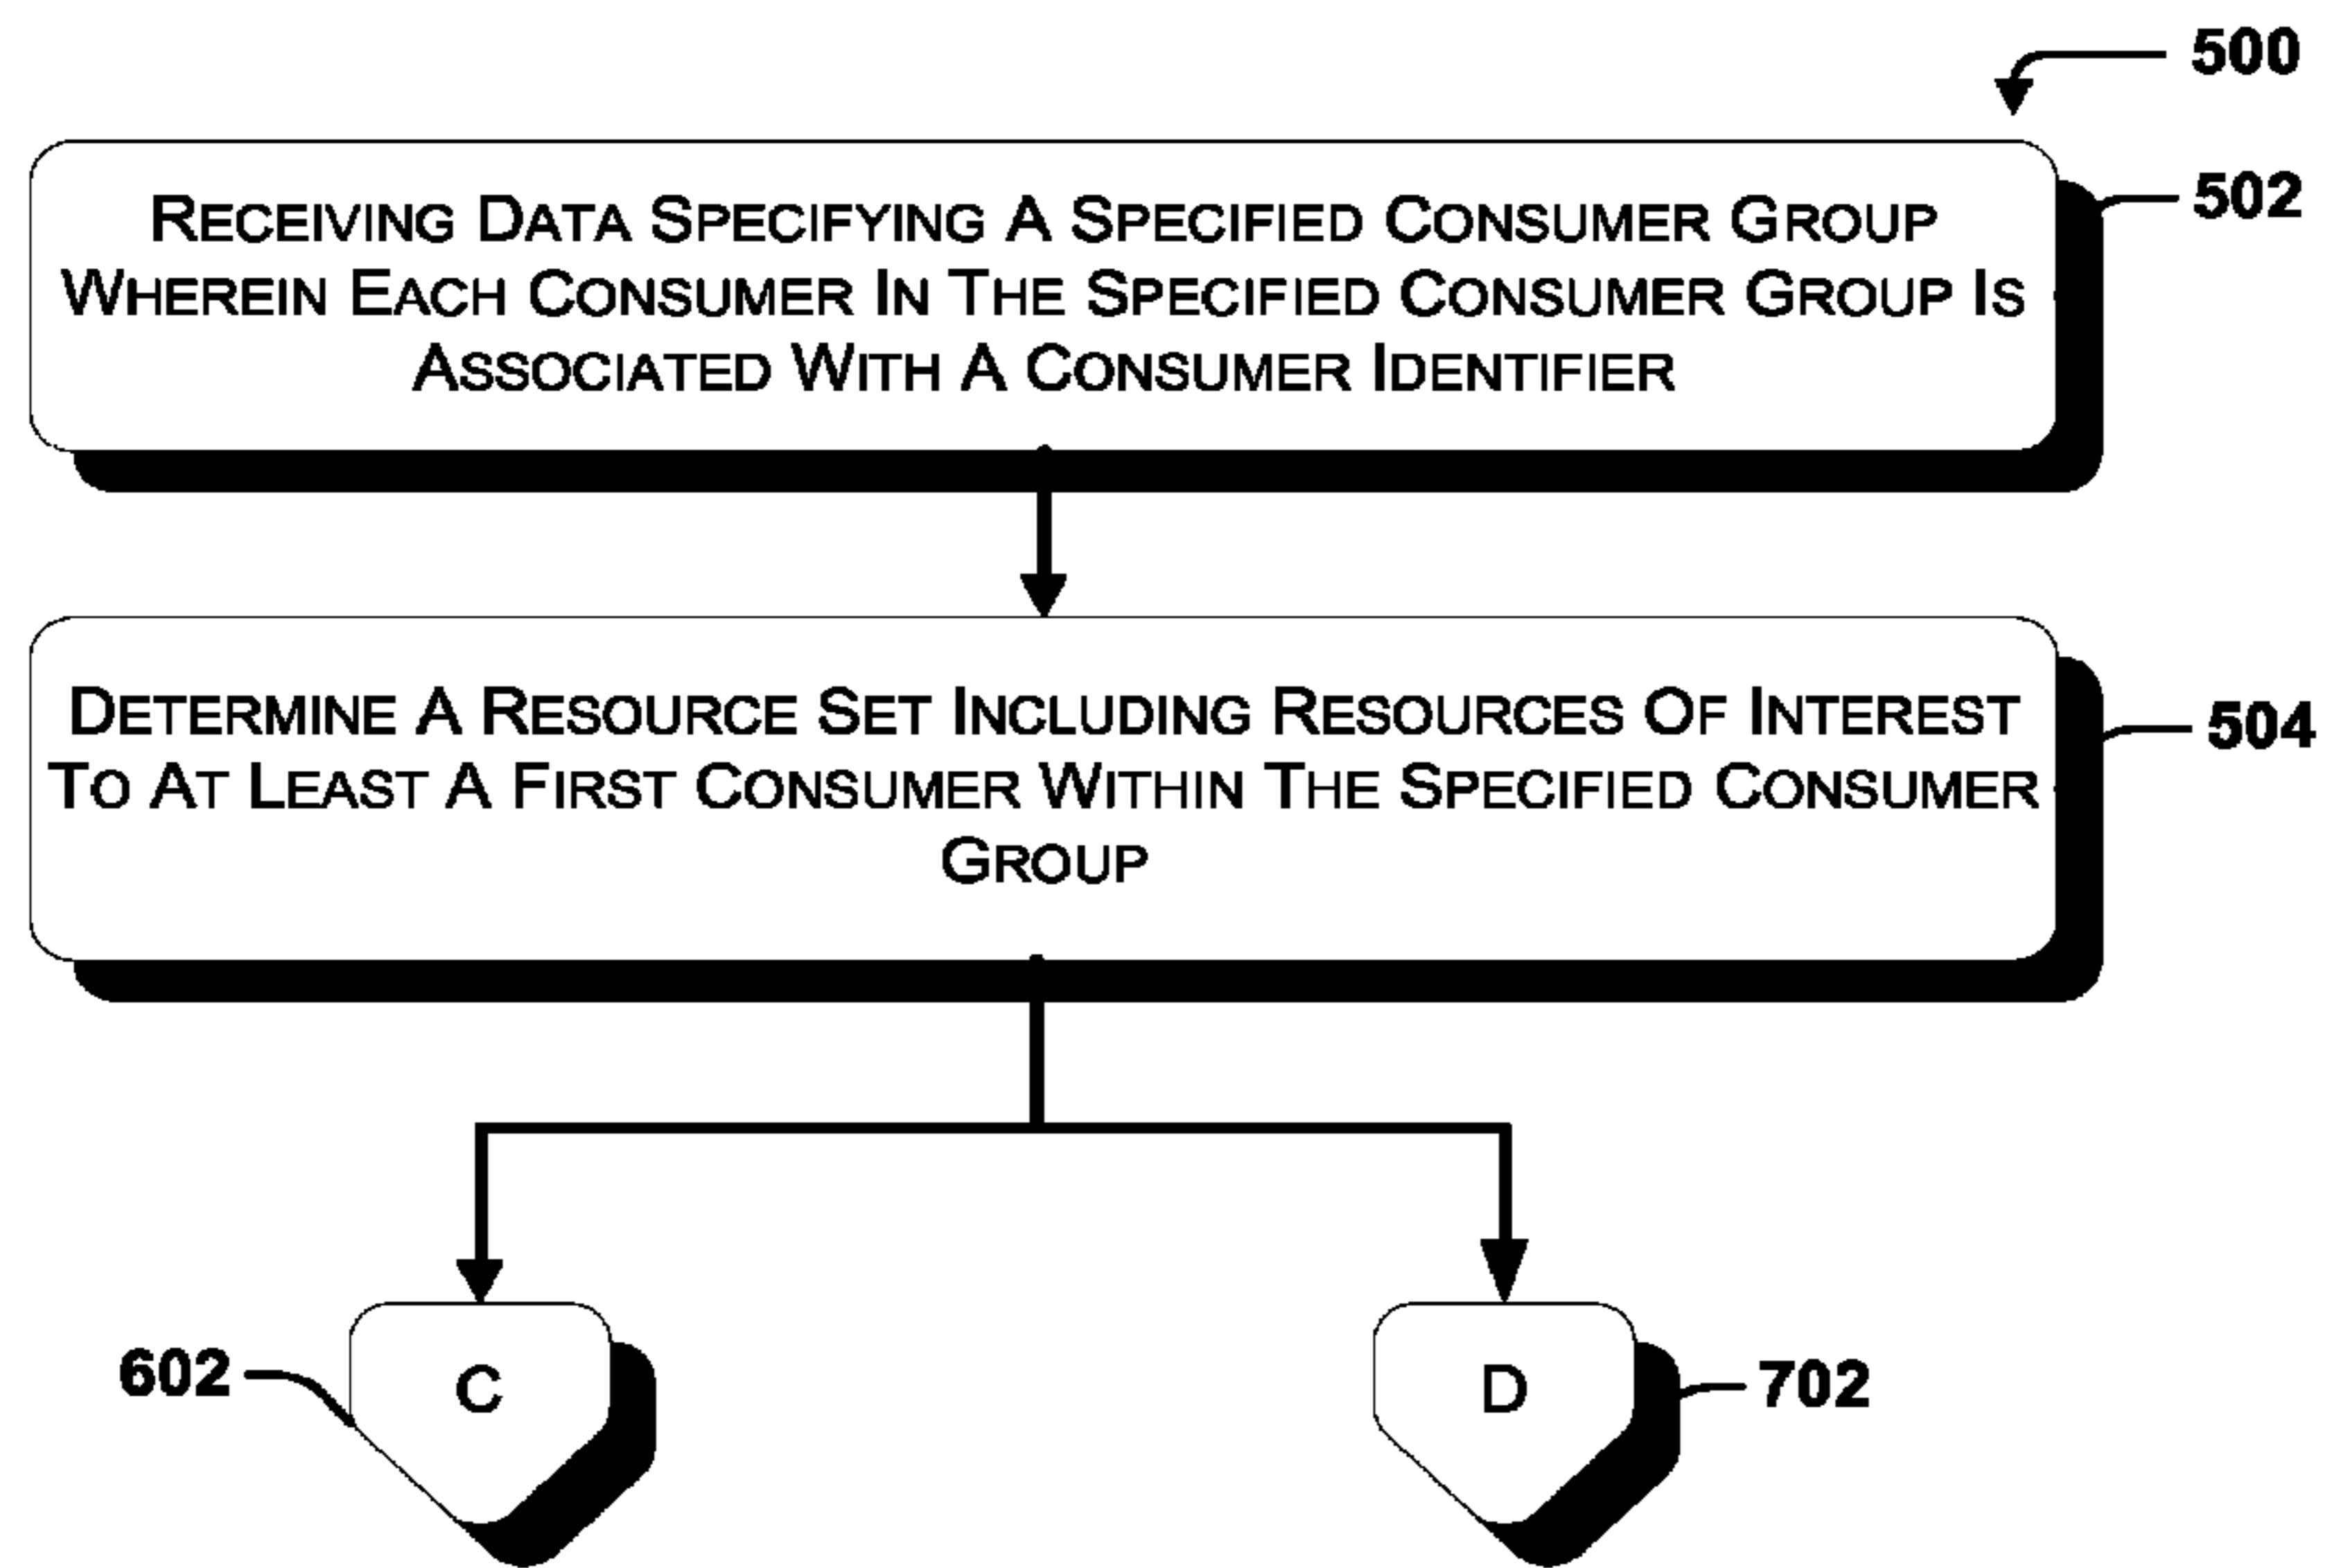 500
RECEIVING DATA SPECIFYING A SPECIFIED CONSUMER GROUP
502
WHEREIN EACH CONSUMER IN THE SPECIFIED CONSUMER GROUP IS
ASSOCIATED WITH A CONSUMER IDENTIFIER
DETERMINE A RESOURCE SET INCLUDING RESOURCES OF INTEREST
504
TO AT LEAST A FIRST CONSUMER WITHIN THE SPECIFIED CONSUMER
GROUP
602
C
D
702